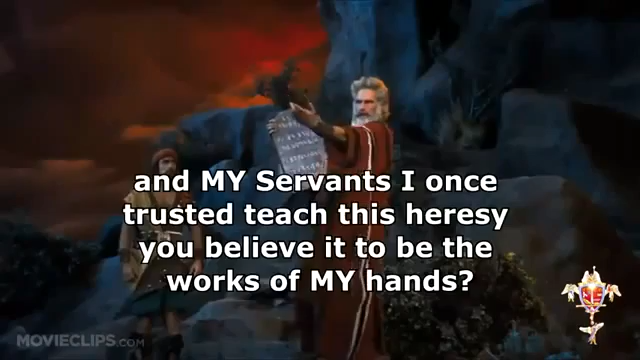 and MY Servants I once
trusted teach this heresy
you believe it to be the
works of MY hands?
MOVIECLIPS.COM